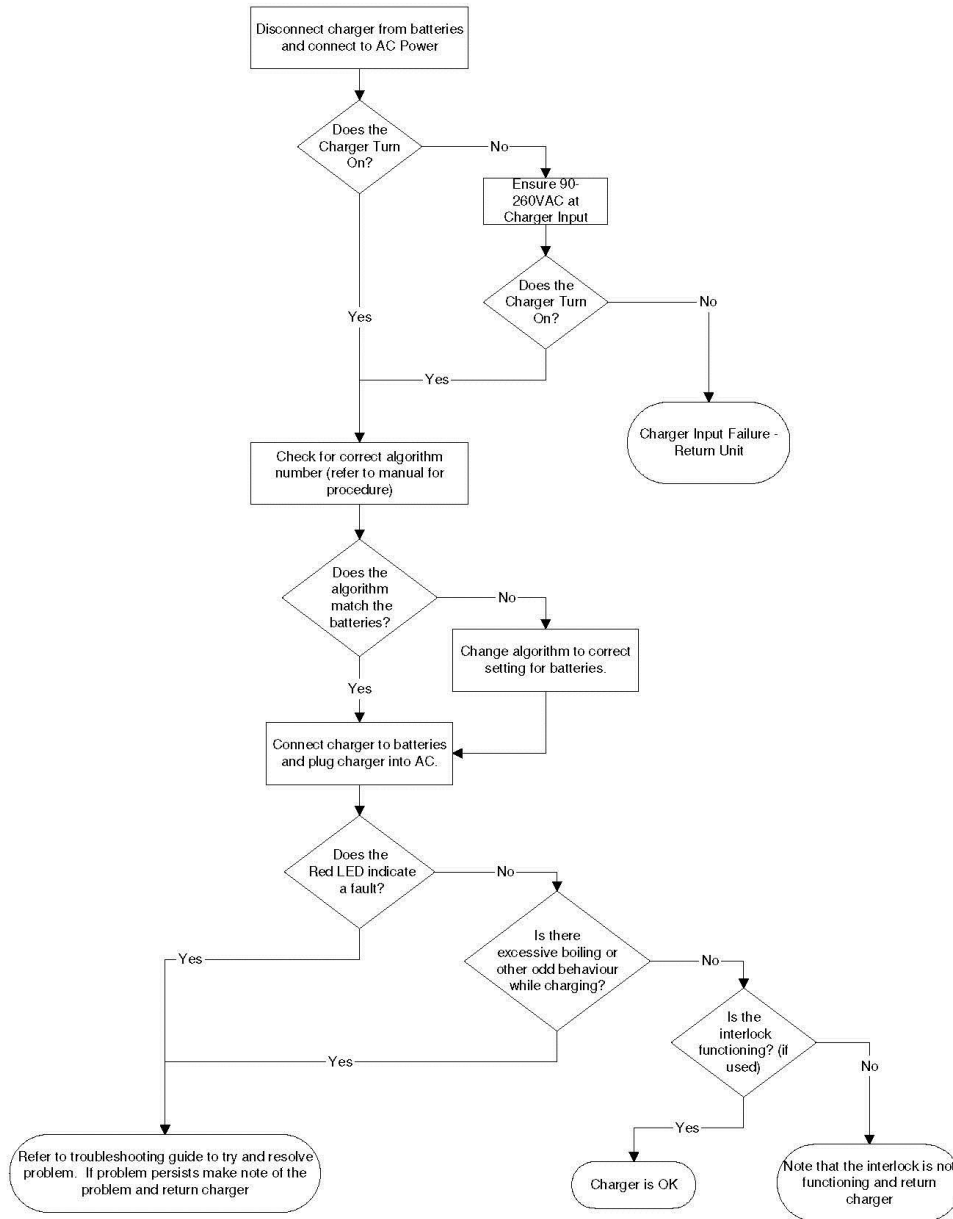 Disconnect charger from batteries
and connect to AC Power
Does the
Charger Turn
On?
No
Ensure 90-
260VAC at
Charger Input
Does the
Charger Turn
On?
No
Yes
Yes
Charger Input Failure -
Return Unit
Check for correct algorithm
number (refer to manual for
procedure)
Does the
algorithm
match the
batteries?
No
Change algorithm to correct
setting for batteries.
Yes
Connect charger to batteries
and plug charger into AC.
Does the
Red LED indicate
a fault?
No
Is there
excessive boiling or
other odd behaviour
while charging?
Yes
No
Is the
interlock
functioning? (if
used)
Yes
No
Yes
Refer to troubleshooting guide to try and resolve
problem. If problem persists make note of the
problem and return charger
Charger is OK
Note that the interlock is not
functioning and return
charger